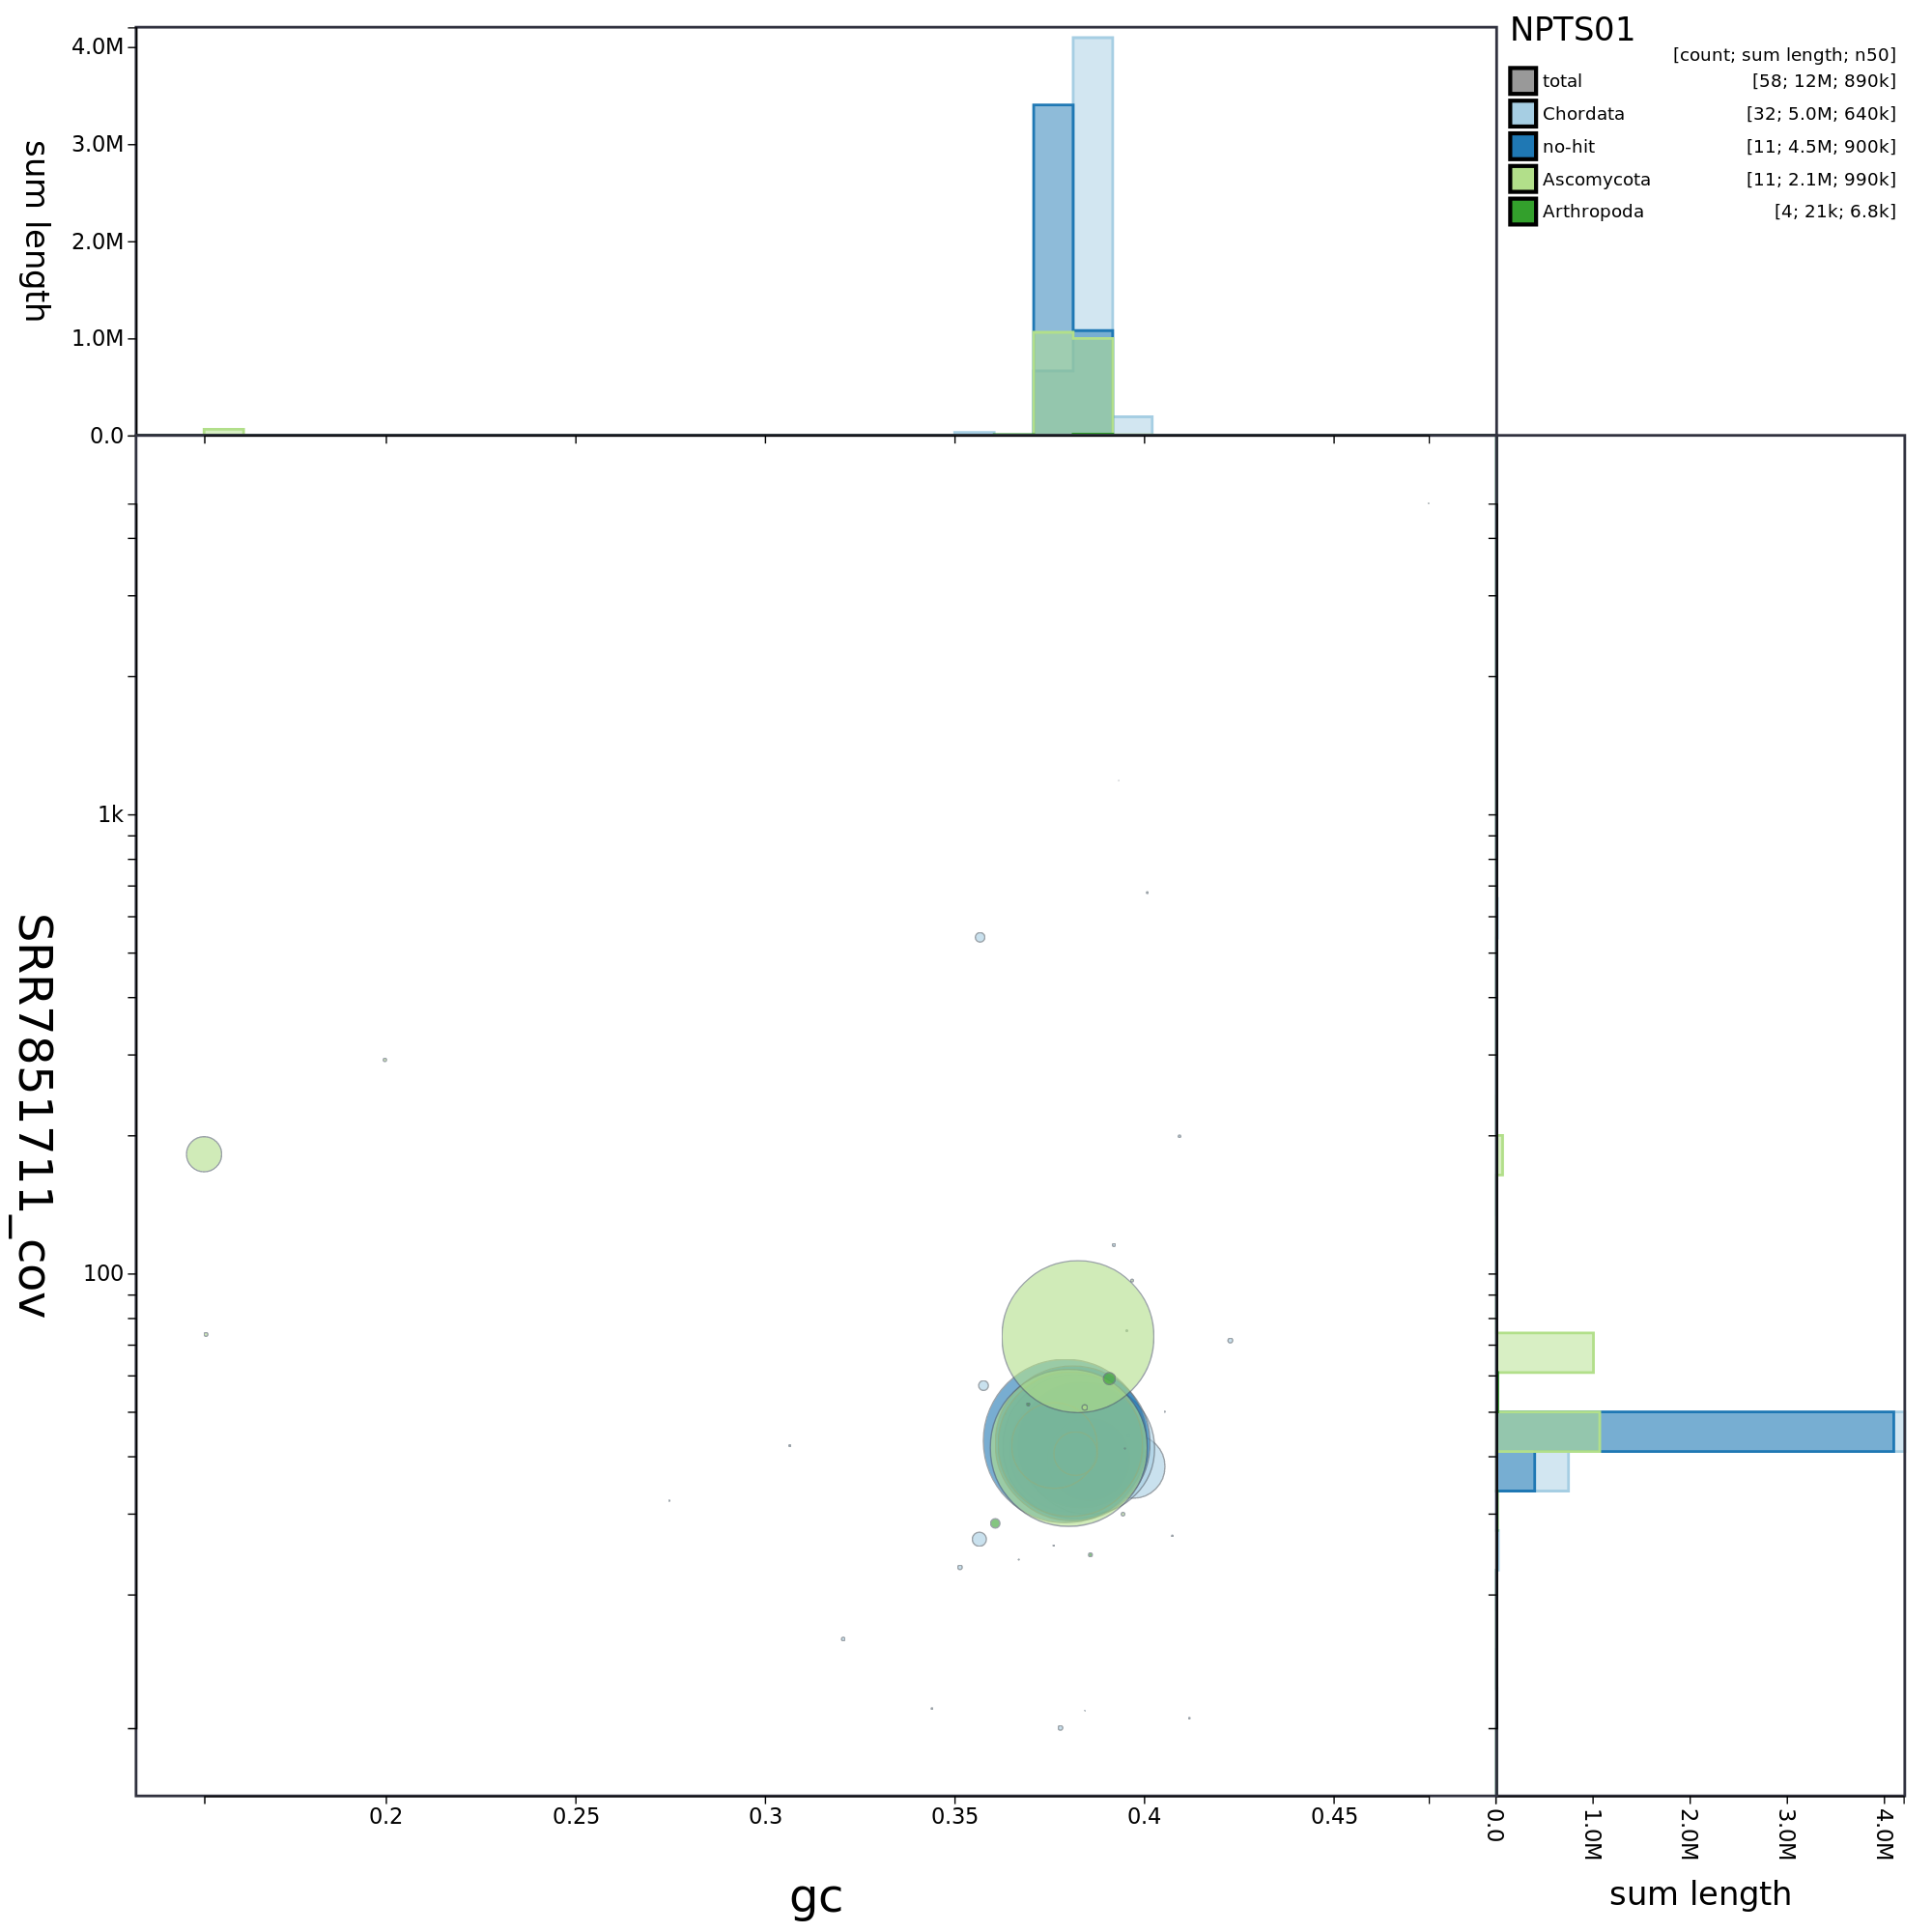 NPTS01
[count; sum length; n50]
total [58; 12M; 890k]
Chordata [32; 5.0M; 640k]
no-hit [11; 4.5M; 900k]
Ascomycota [11; 2.1M; 990k]
Arthropoda [4; 21k; 6.8k]
sum length
4.0M
3.0M
2.0M
1.0M
0.0
SRR7851711_cov
1k
100
0.2 0.25 0.3 0.35 0.4 0.45
gc
0.0 1.0M 2.0M 3.0M 4.0M
sum length